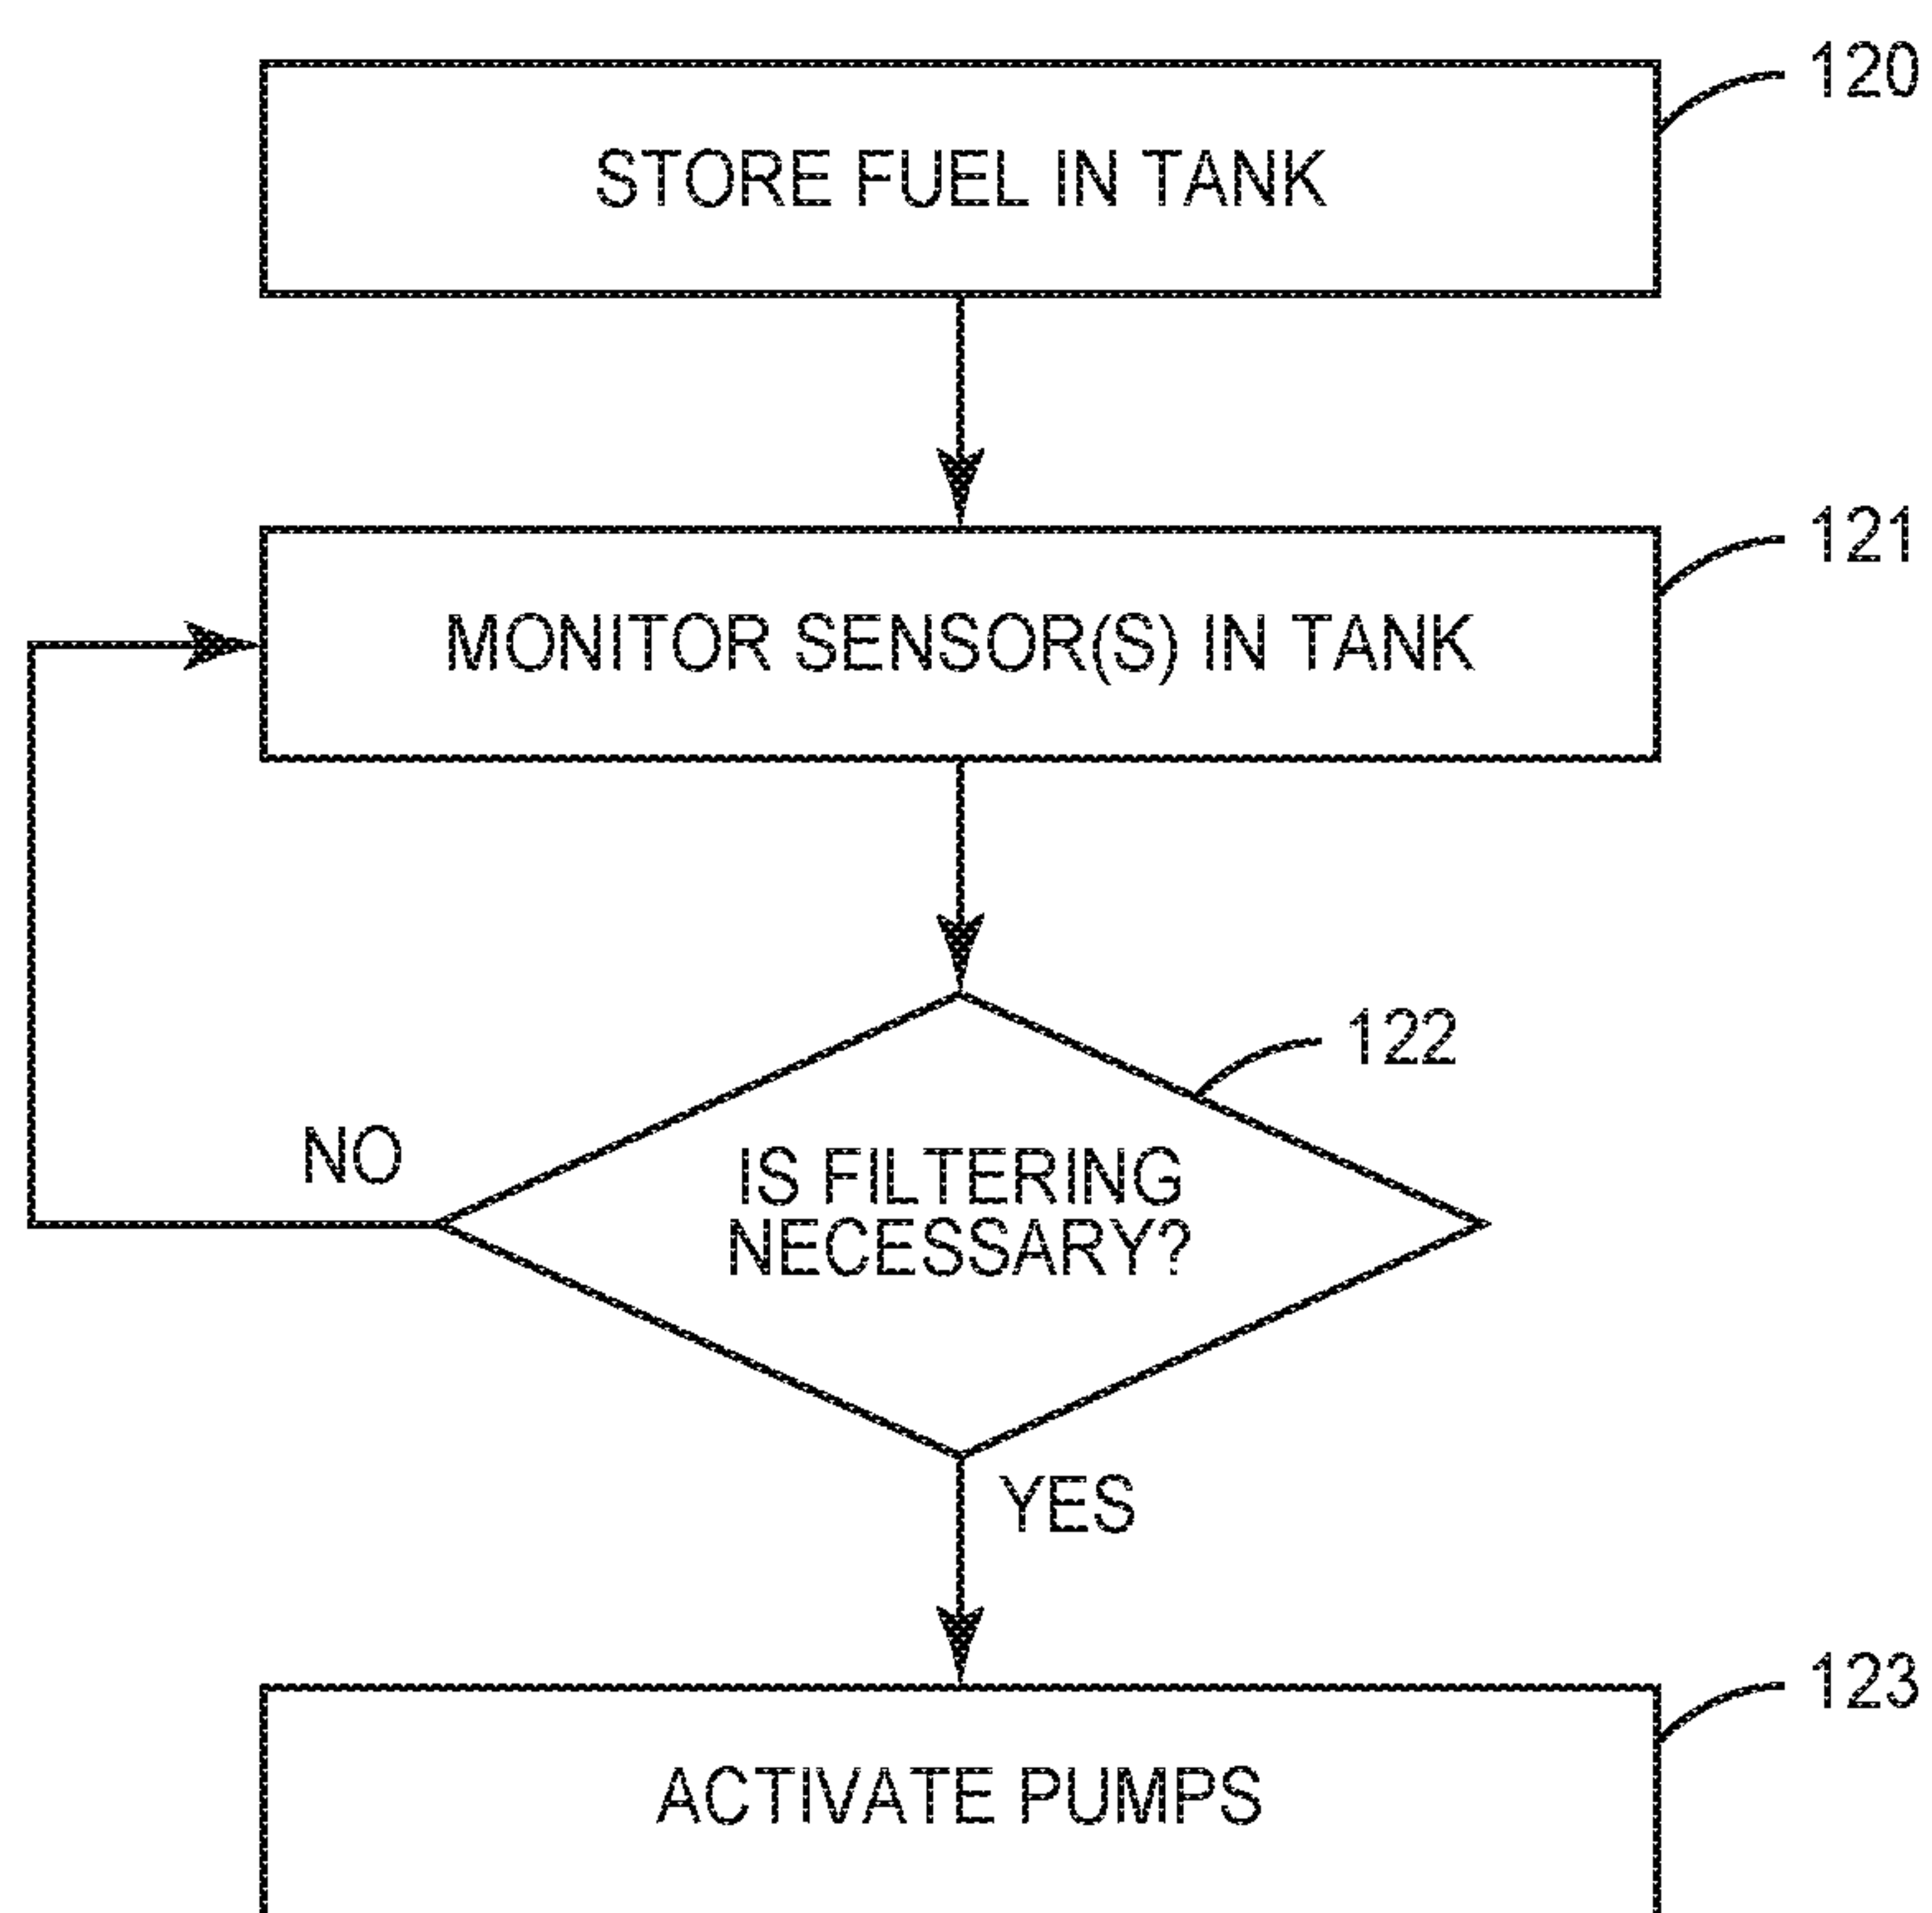 120
STORE FUEL IN TANK
121
MONITOR SENSOR(S) IN TANK
122
NO
IS FILTERING
NECESSARY?
YES
123
ACTIVATE PUMPS